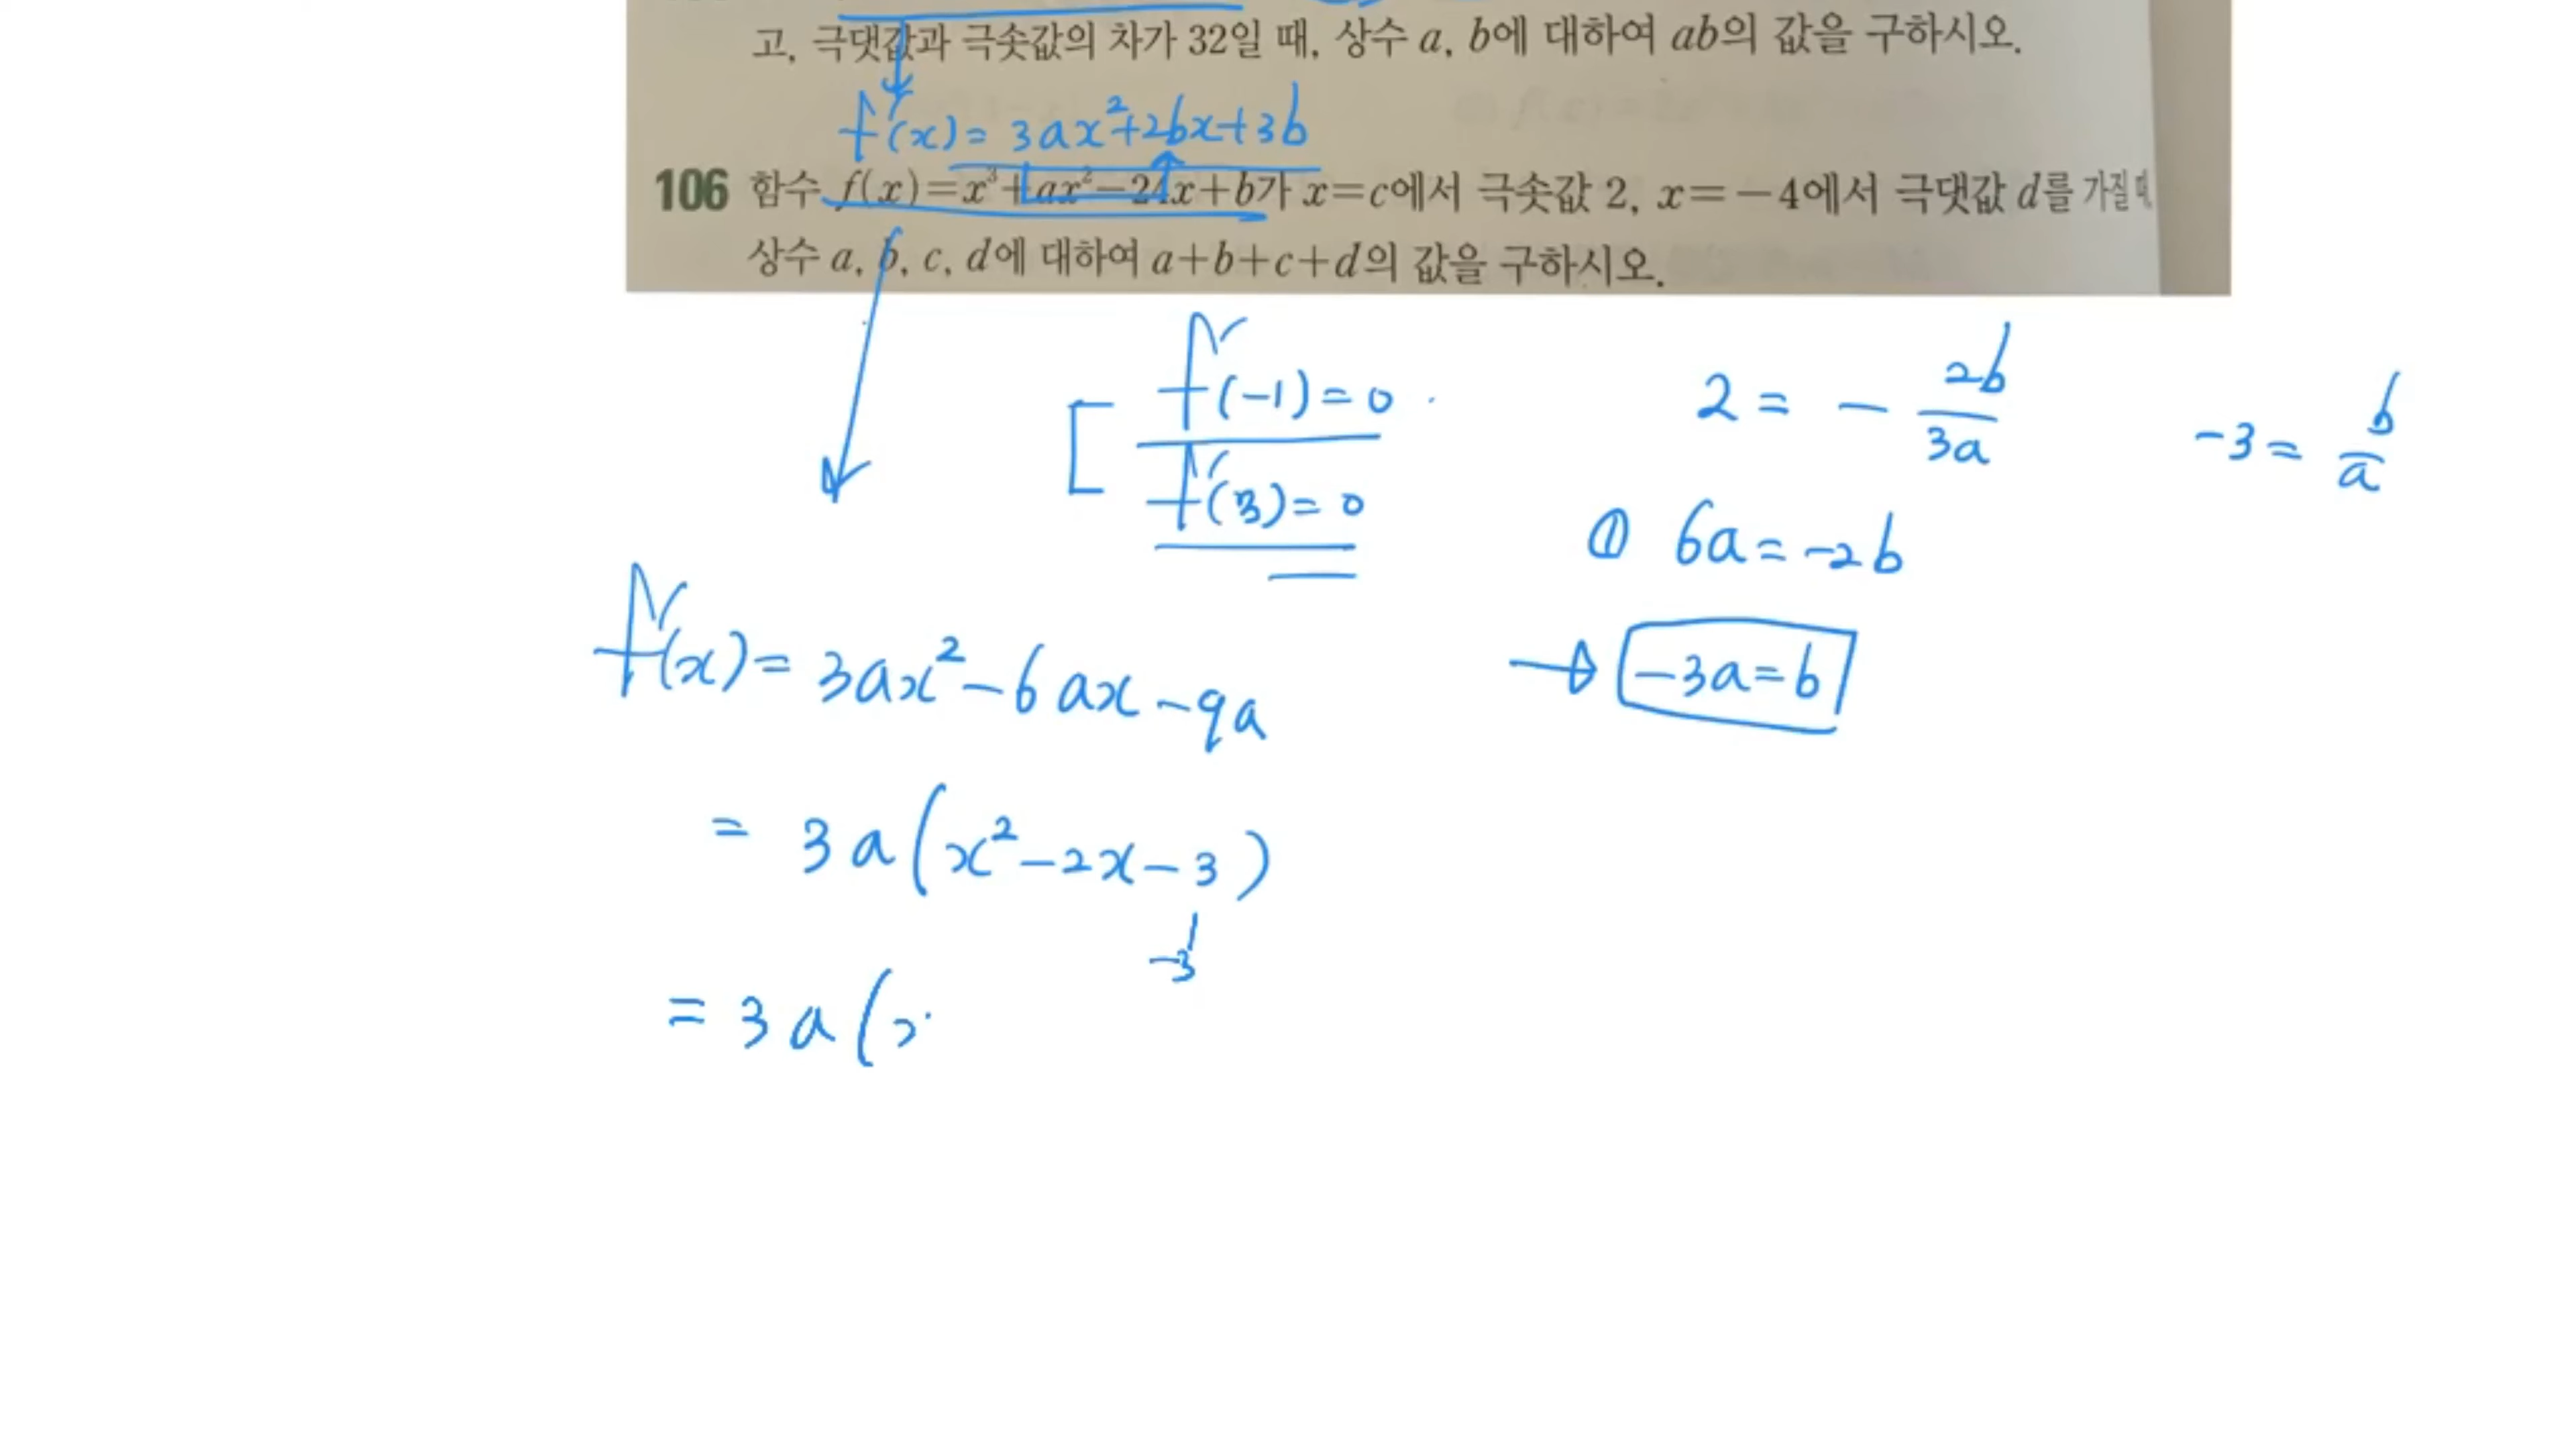 고, 극댓값과 극솟값의 차가 32일 때, 상수 a, b에 대하여 ab의 값을 구하시오.
f'(x)= 3ax²+2bx+3b
106 함수 f(x)=x³+ax²-24x+b가 x=c에서 극솟값 2, x=-4에서 극댓값 d를 가질 때,
상수 a, b, c, d에 대하여 a+b+c+d의 값을 구하시오.
f'(-1)=0
f'(3)=0
2 = - 2b/3a
-3 = b/a
① 6a=-2b
→ -3a=b
f'(x)= 3ax²-6ax-9a
= 3a(x²-2x-3)
-3
= 3a(